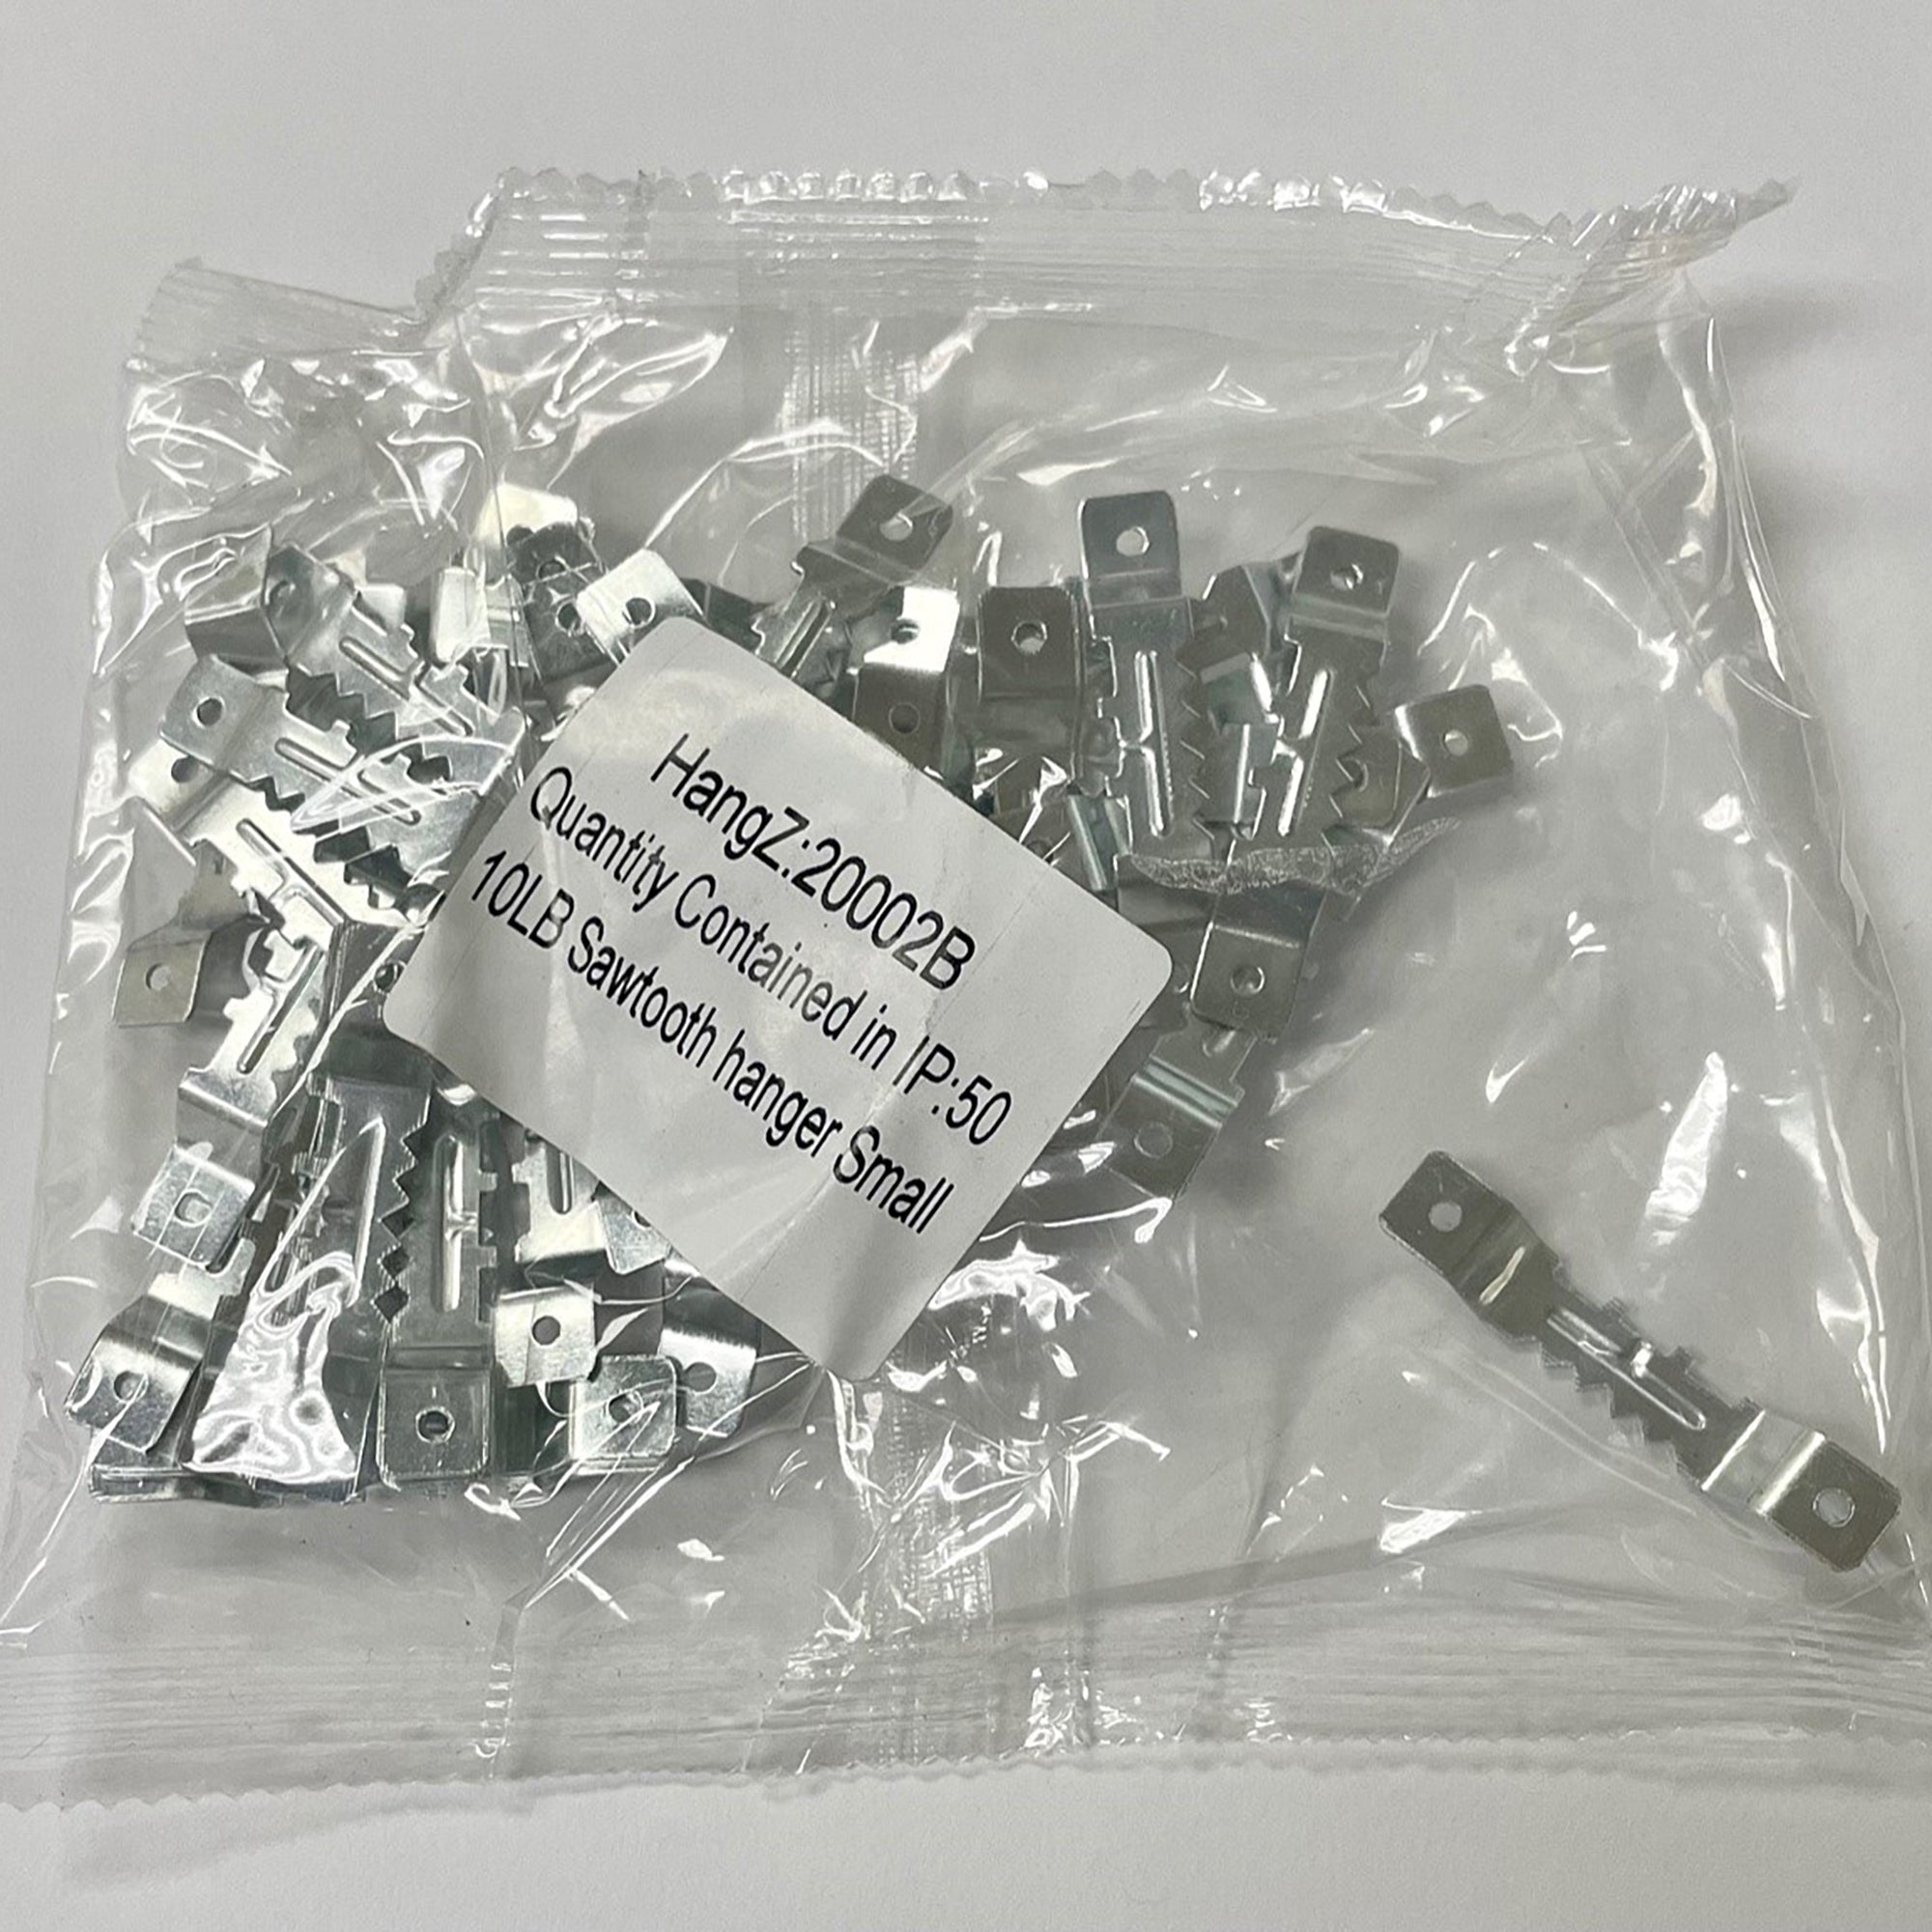 HangZ:20002B
Quantity Contained in IP:50
10LB Sawtooth hanger Small